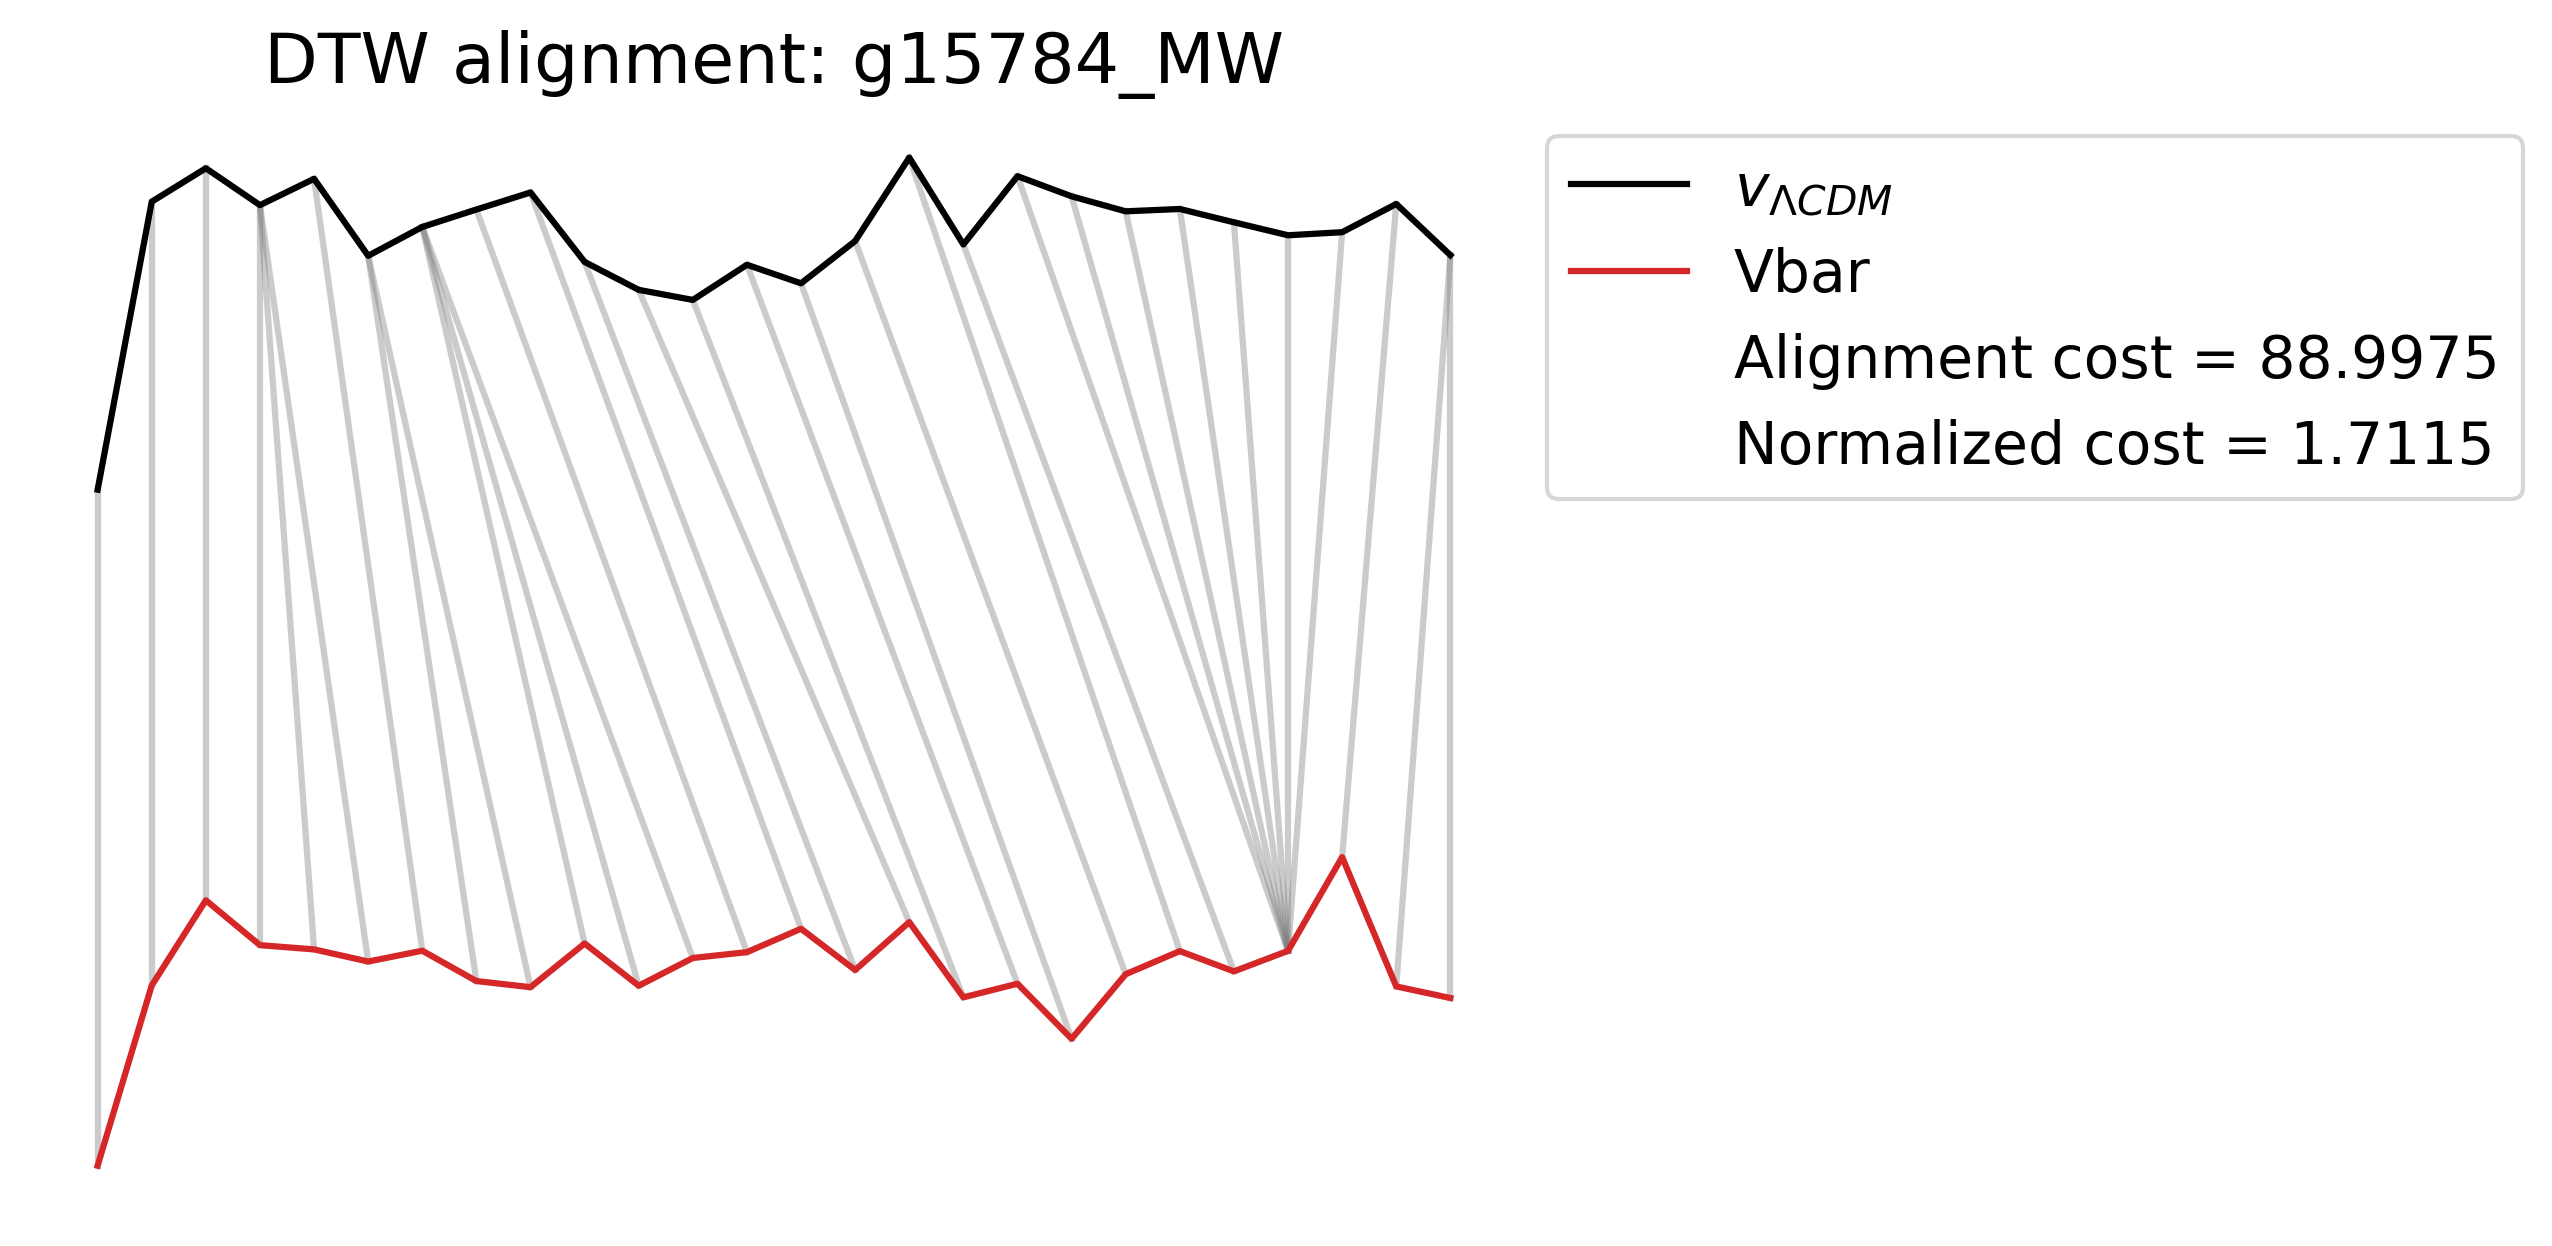 DTW alignment: g15784_MW
v_ΛCDM
Vbar
Alignment cost = 88.9975
Normalized cost = 1.7115